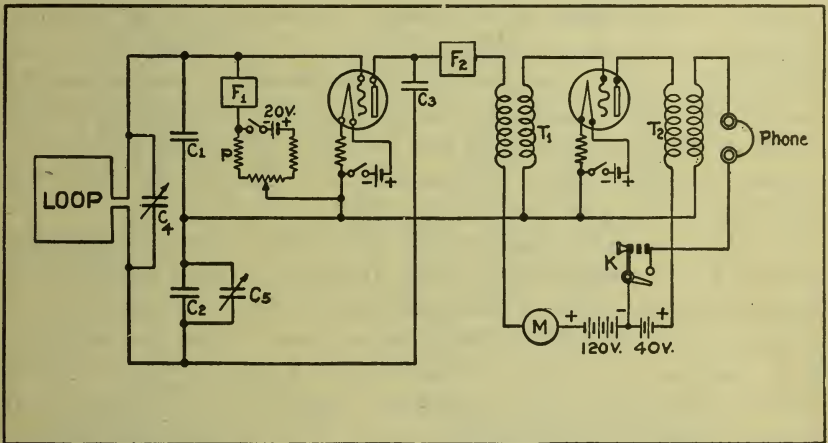 F₁
F₂
20V.
- +
P
C₁
C₃
LOOP
C₄
- +
T₁
- +
T₂
Phone
C₂
C₅
K
M
+ - +
120V. 40V.